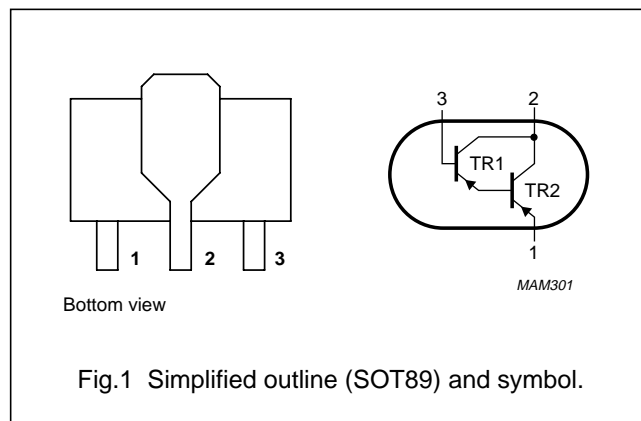 3 2
TR1
TR2
1
1 2 3
MAM301
Bottom view
Fig.1 Simplified outline (SOT89) and symbol.